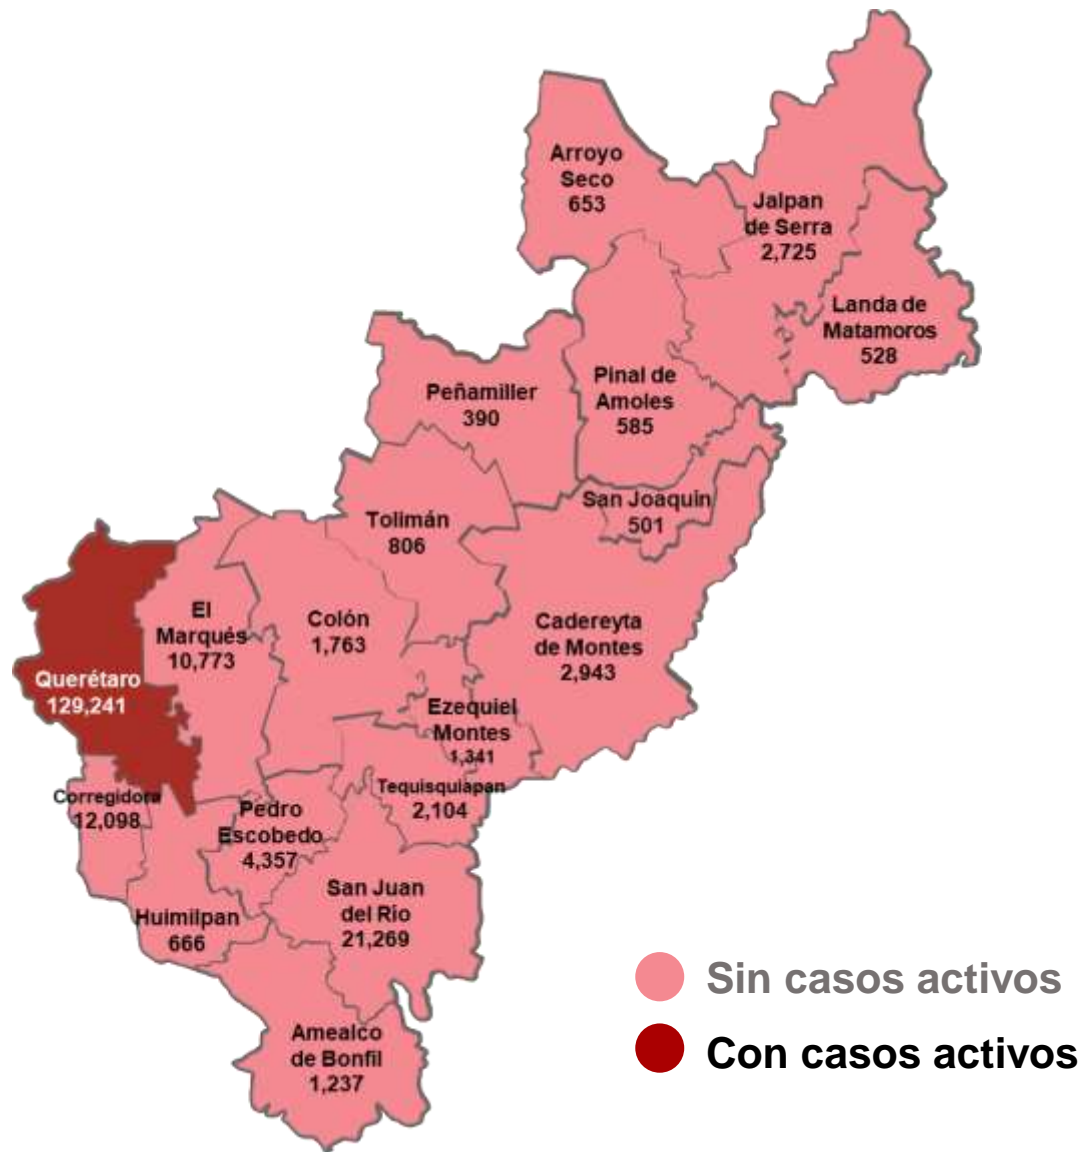 Arroyo
Seco
653
Jalpan
de Serra
2,725
Landa de
Matamoros
528
Peñamiller
390
Pinal de
Amoles
585
San Joaquin
501
Tolimán
806
El
Marqués
10,773
Colón
1,763
Cadereyta
de Montes
2,943
Querétaro
129,241
Ezequiel
Montes
1,341
Corregidora
12,098
Tequisquiapan
2,104
Pedro
Escobedo
4,357
San Juan
del Río
21,269
Huimilpan
666
Amealco
de Bonfil
1,237
Sin casos activos
Con casos activos